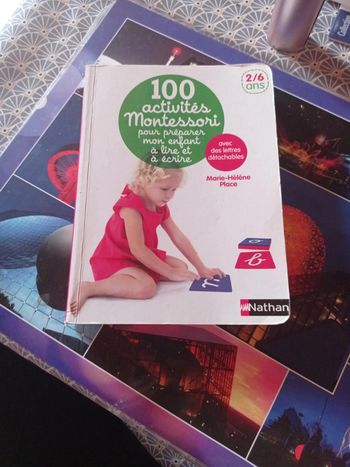 100
activités
Montessori
pour préparer
mon enfant
à lire et
à écrire
2/6
ans
avec
des lettres
détachables
Marie-Hélène
Place
b
Nathan